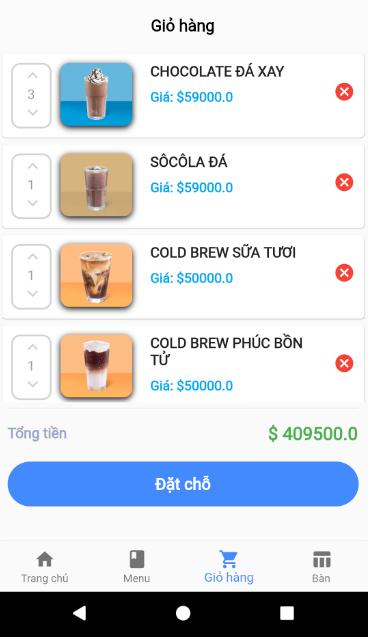 Giỏ hàng
3
CHOCOLATE ĐÁ XAY
Giá: $59000.0
1
SÔCÔLA ĐÁ
Giá: $59000.0
1
COLD BREW SỮA TƯƠI
Giá: $50000.0
1
COLD BREW PHÚC BỒN
TỬ
Giá: $50000.0
Tổng tiền
$ 409500.0
Đặt chỗ
Trang chủ
Menu
Giỏ hàng
Bàn